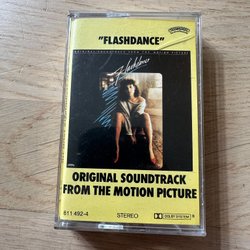 "FLASHDANCE"
ORIGINAL SOUNDTRACK FROM THE MOTION PICTURE
Flashdance
ORIGINAL SOUNDTRACK
FROM THE MOTION PICTURE
811 492-4
STEREO
DOLBY SYSTEM